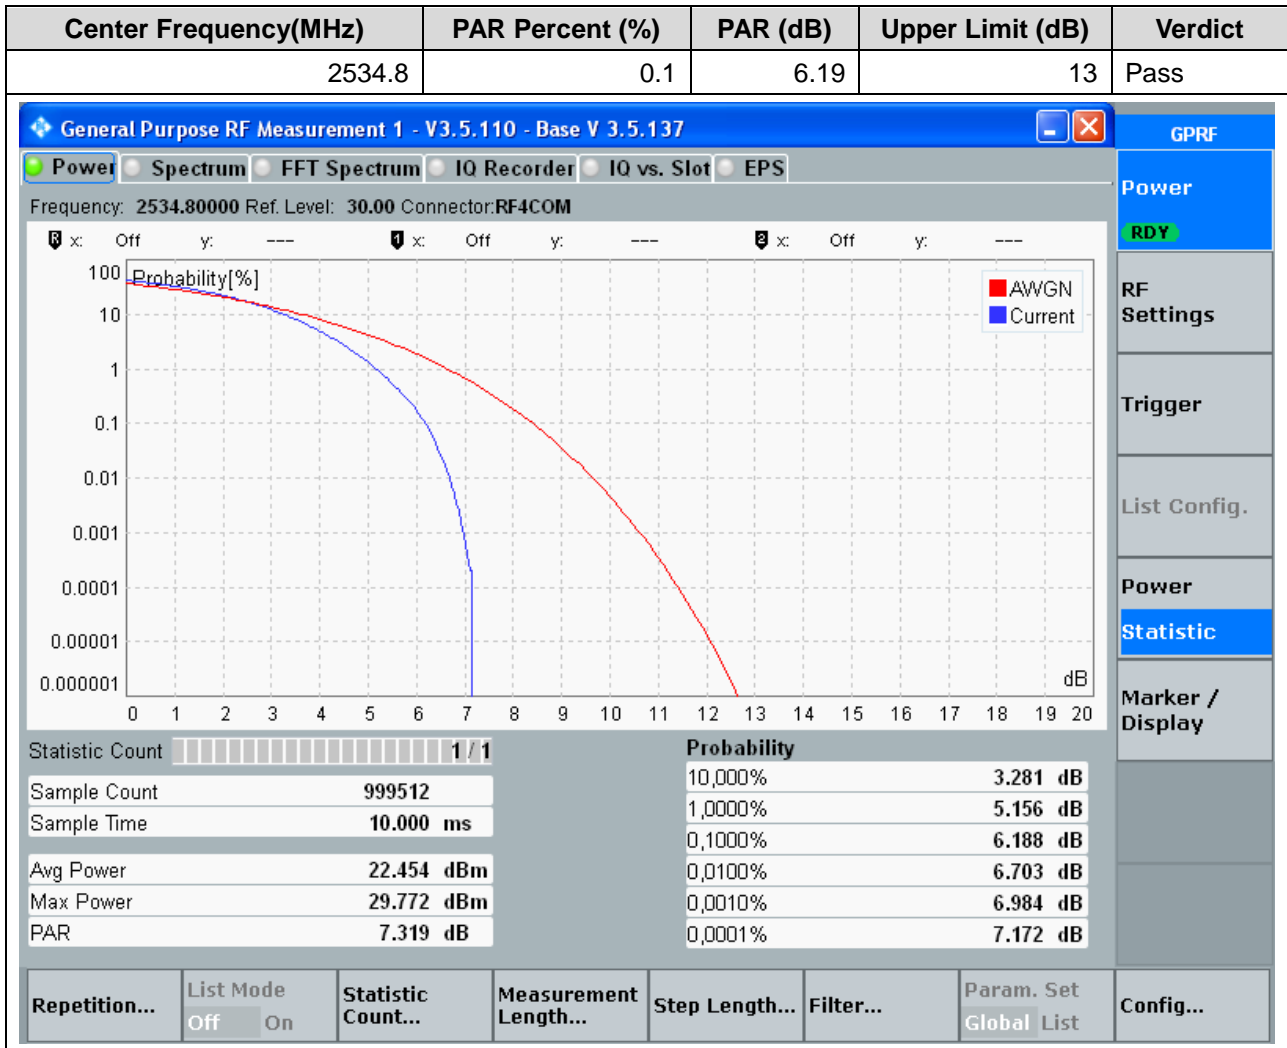 Center Frequency(MHz) PAR Percent (%) PAR (dB) Upper Limit (dB) Verdict
2534.8 0.1 6.19 13 Pass
General Purpose RF Measurement 1 - V3.5.110 - Base V 3.5.137
GPRF
Power Spectrum FFT Spectrum IQ Recorder IQ vs. Slot EPS
Frequency: 2534.80000 Ref. Level: 30.00 Connector:RF4COM
R x: Off y: --- 1 x: Off y: --- 2 x: Off y: ---
Probability[%]
AWGN
Current
100
10
1
0.1
0.01
0.001
0.0001
0.00001
0.000001
dB
0 1 2 3 4 5 6 7 8 9 10 11 12 13 14 15 16 17 18 19 20
Statistic Count 1 / 1
Sample Count 999512
Sample Time 10.000 ms
Avg Power 22.454 dBm
Max Power 29.772 dBm
PAR 7.319 dB
Probability
10,000% 3.281 dB
1,0000% 5.156 dB
0,1000% 6.188 dB
0,0100% 6.703 dB
0,0010% 6.984 dB
0,0001% 7.172 dB
Power
RDY
RF
Settings
Trigger
List Config.
Power
Statistic
Marker /
Display
Repetition...
List Mode
Off On
Statistic
Count...
Measurement
Length...
Step Length...
Filter...
Param. Set
Global List
Config...